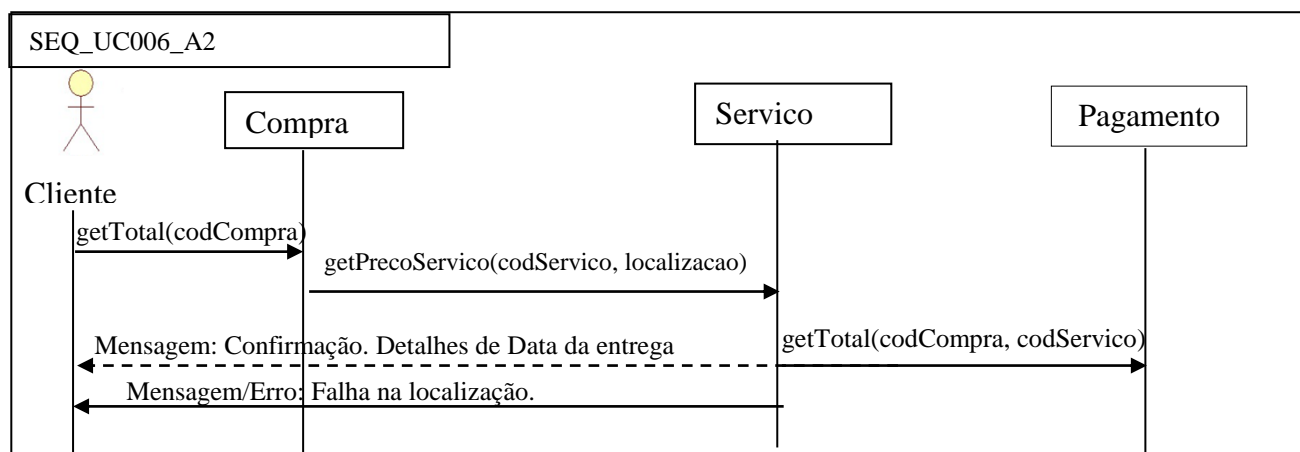 SEQ_UC006_A2
Compra
Servico
Pagamento
Cliente
getTotal(codCompra)
getPrecoServico(codServico, localizacao)
Mensagem: Confirmação. Detalhes de Data da entrega
getTotal(codCompra, codServico)
Mensagem/Erro: Falha na localização.